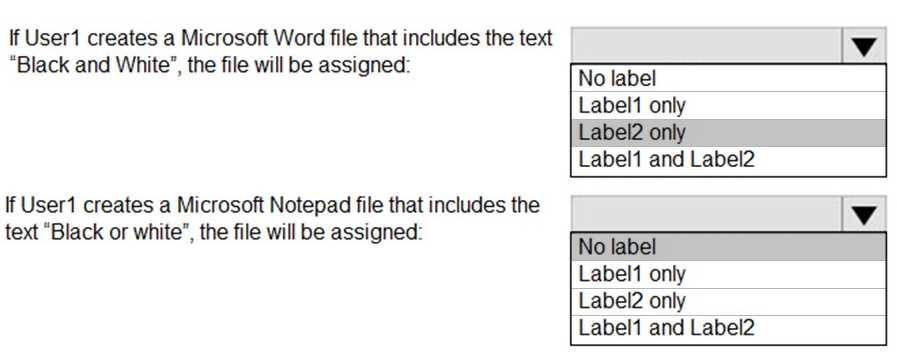 If User1 creates a Microsoft Word file that includes the text
“Black and White”, the file will be assigned:
No label
Label1 only
Label2 only
Label1 and Label2
If User1 creates a Microsoft Notepad file that includes the
text “Black or white”, the file will be assigned:
No label
Label1 only
Label2 only
Label1 and Label2